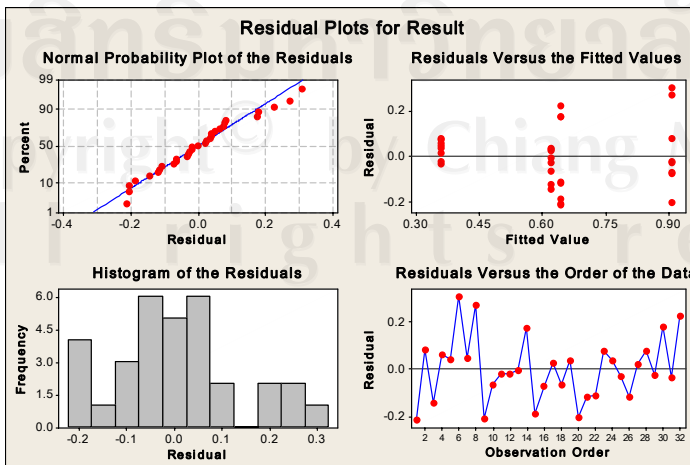 Residual Plots for Result
Normal Probability Plot of the Residuals
99
90
50
10
1
Percent
-0.4
-0.2
0.0
0.2
0.4
Residual
Residuals Versus the Fitted Values
0.2
0.0
-0.2
Residual
0.30
0.45
0.60
0.75
0.90
Fitted Value
Histogram of the Residuals
6.0
4.5
3.0
1.5
0.0
Frequency
-0.2
-0.1
0.0
0.1
0.2
0.3
Residual
Residuals Versus the Order of the Data
0.2
0.0
-0.2
Residual
2 4 6 8 10 12 14 16 18 20 22 24 26 28 30 32
Observation Order
© by Chiang
rights